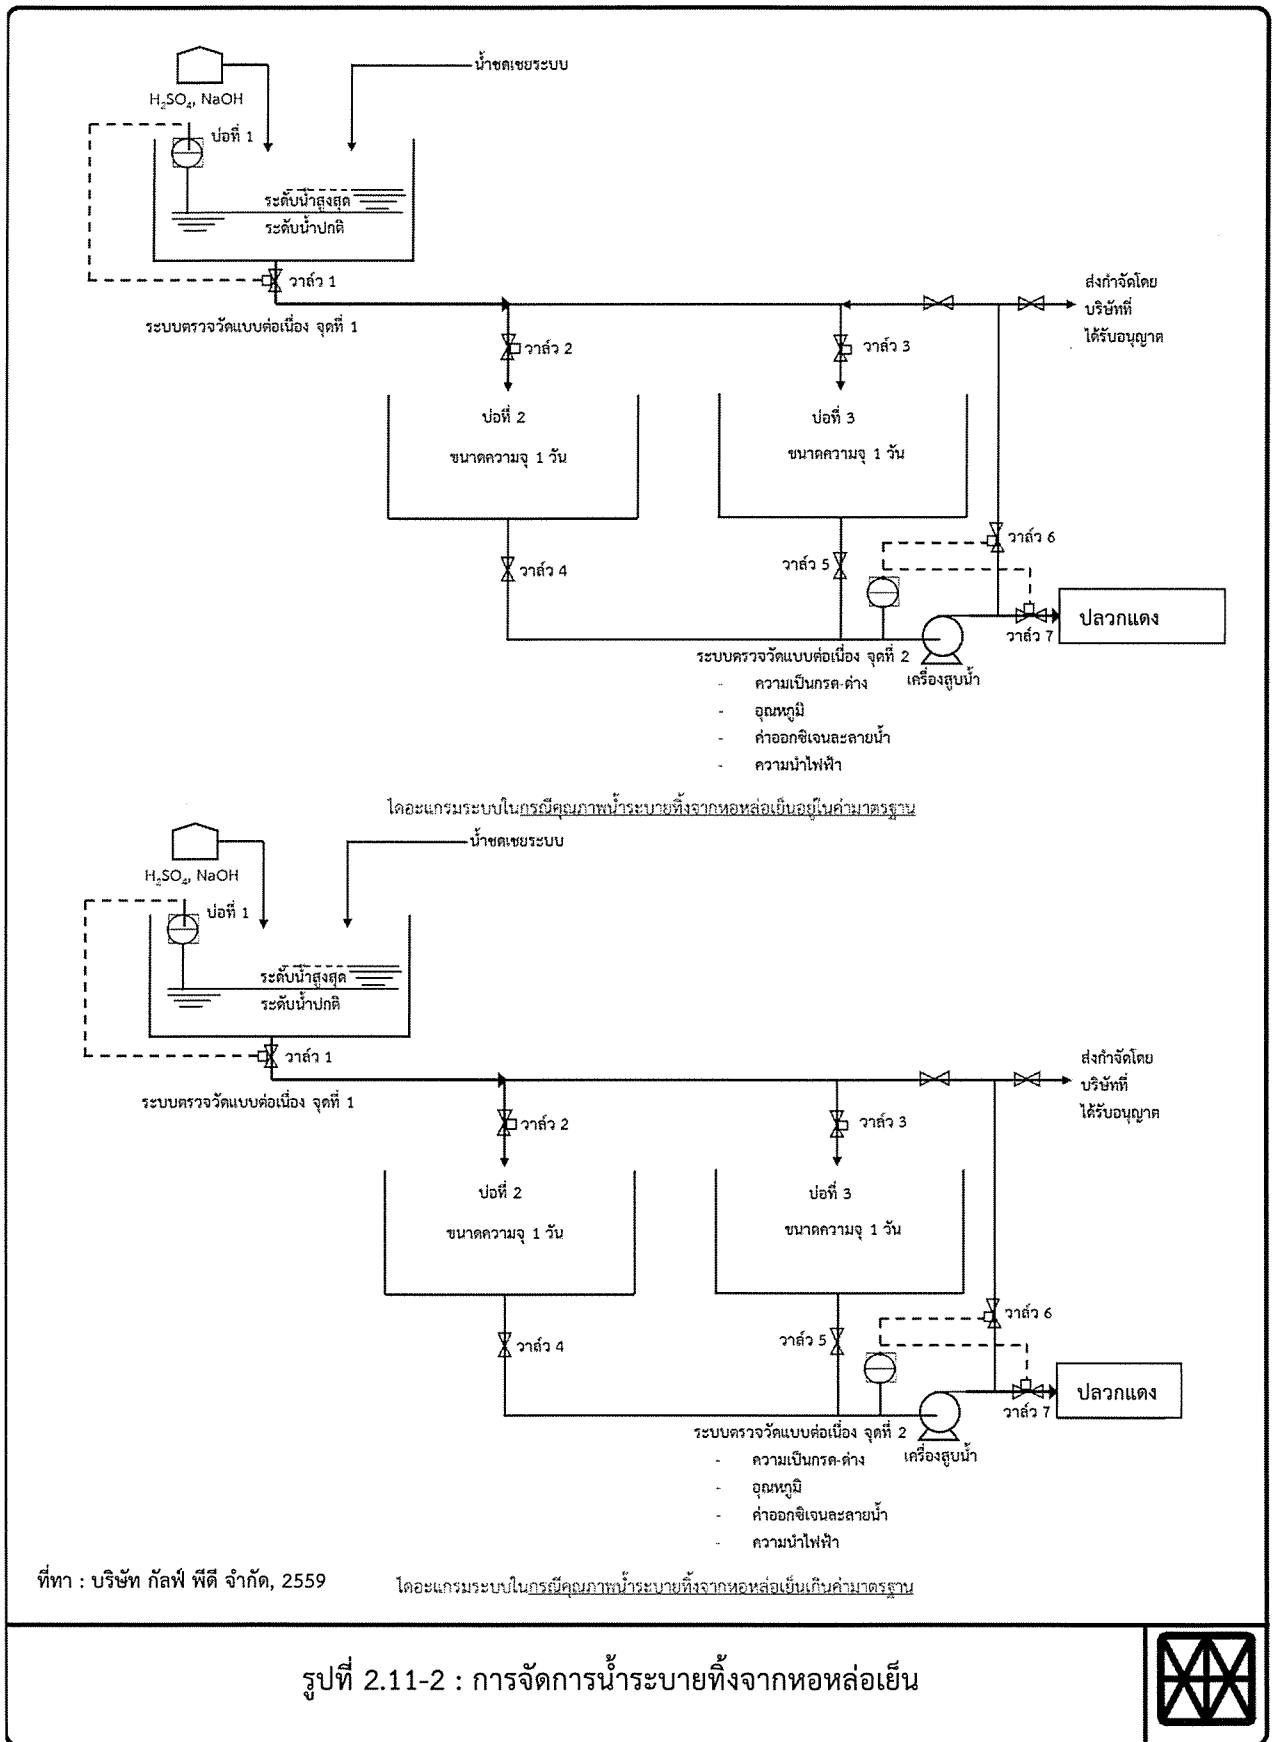 น้ำชดเชยระบบ
H₂SO₄, NaOH
บ่อที่ 1
ระดับน้ำสูงสุด
ระดับน้ำปกติ
วาล์ว 1
ระบบตรวจวัดแบบต่อเนื่อง จุดที่ 1
ส่งกำจัดโดย
บริษัทที่
ได้รับอนุญาต
วาล์ว 2
วาล์ว 3
บ่อที่ 2
ขนาดความจุ 1 วัน
บ่อที่ 3
ขนาดความจุ 1 วัน
วาล์ว 4
วาล์ว 5
วาล์ว 6
ปลวกแดง
วาล์ว 7
ระบบตรวจวัดแบบต่อเนื่อง จุดที่ 2
เครื่องสูบน้ำ
- ความเป็นกรด-ด่าง
- อุณหภูมิ
- ค่าออกซิเจนละลายน้ำ
- ความนำไฟฟ้า
ไดอะแกรมระบบในกรณีคุณภาพน้ำระบายทิ้งจากหอหล่อเย็นอยู่ในค่ามาตรฐาน
น้ำชดเชยระบบ
H₂SO₄, NaOH
บ่อที่ 1
ระดับน้ำสูงสุด
ระดับน้ำปกติ
วาล์ว 1
ระบบตรวจวัดแบบต่อเนื่อง จุดที่ 1
ส่งกำจัดโดย
บริษัทที่
ได้รับอนุญาต
วาล์ว 2
วาล์ว 3
บ่อที่ 2
ขนาดความจุ 1 วัน
บ่อที่ 3
ขนาดความจุ 1 วัน
วาล์ว 4
วาล์ว 5
วาล์ว 6
ปลวกแดง
วาล์ว 7
ระบบตรวจวัดแบบต่อเนื่อง จุดที่ 2
เครื่องสูบน้ำ
- ความเป็นกรด-ด่าง
- อุณหภูมิ
- ค่าออกซิเจนละลายน้ำ
- ความนำไฟฟ้า
ที่ทา : บริษัท กัลฟ์ พีดี จำกัด, 2559
ไดอะแกรมระบบในกรณีคุณภาพน้ำระบายทิ้งจากหอหล่อเย็นเกินค่ามาตรฐาน
รูปที่ 2.11-2 : การจัดการน้ำระบายทิ้งจากหอหล่อเย็น